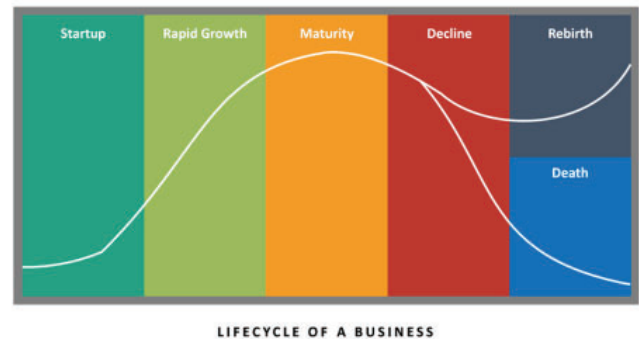 Startup
Rapid Growth
Maturity
Decline
Rebirth
Death
LIFECYCLE OF A BUSINESS